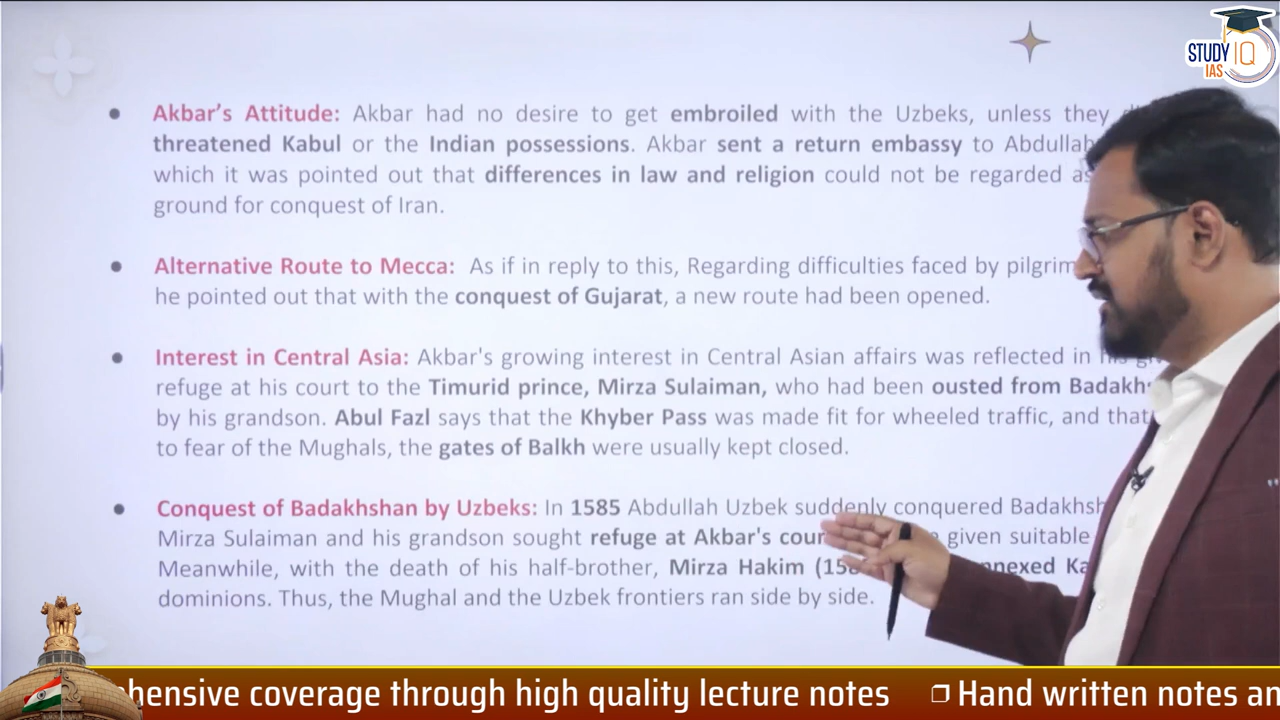 STUDY IQ
IAS
• Akbar's Attitude: Akbar had no desire to get embroiled with the Uzbeks, unless they
threatened Kabul or the Indian possessions. Akbar sent a return embassy to Abdullah
which it was pointed out that differences in law and religion could not be regarded as
ground for conquest of Iran.
• Alternative Route to Mecca: As if in reply to this, Regarding difficulties faced by pilgrim
he pointed out that with the conquest of Gujarat, a new route had been opened.
• Interest in Central Asia: Akbar's growing interest in Central Asian affairs was reflected in
refuge at his court to the Timurid prince, Mirza Sulaiman, who had been ousted from Badakh
by his grandson. Abul Fazl says that the Khyber Pass was made fit for wheeled traffic, and that
to fear of the Mughals, the gates of Balkh were usually kept closed.
• Conquest of Badakhshan by Uzbeks: In 1585 Abdullah Uzbek suddenly conquered Badakhsh
Mirza Sulaiman and his grandson sought refuge at Akbar's cour given suitable
Meanwhile, with the death of his half-brother, Mirza Hakim (15 nnexed Ka
dominions. Thus, the Mughal and the Uzbek frontiers ran side by side.
hensive coverage through high quality lecture notes ❐ Hand written notes an